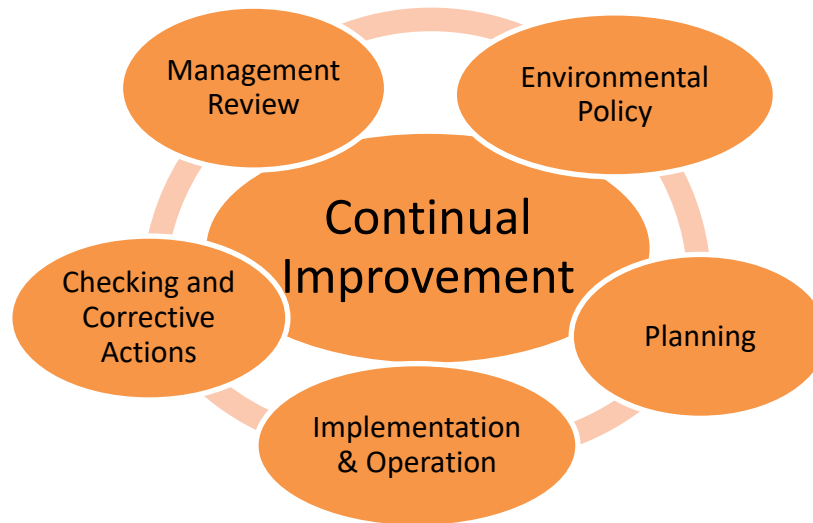 Management
Review
Environmental
Policy
Continual
Improvement
Checking and
Corrective
Actions
Planning
Implementation
& Operation